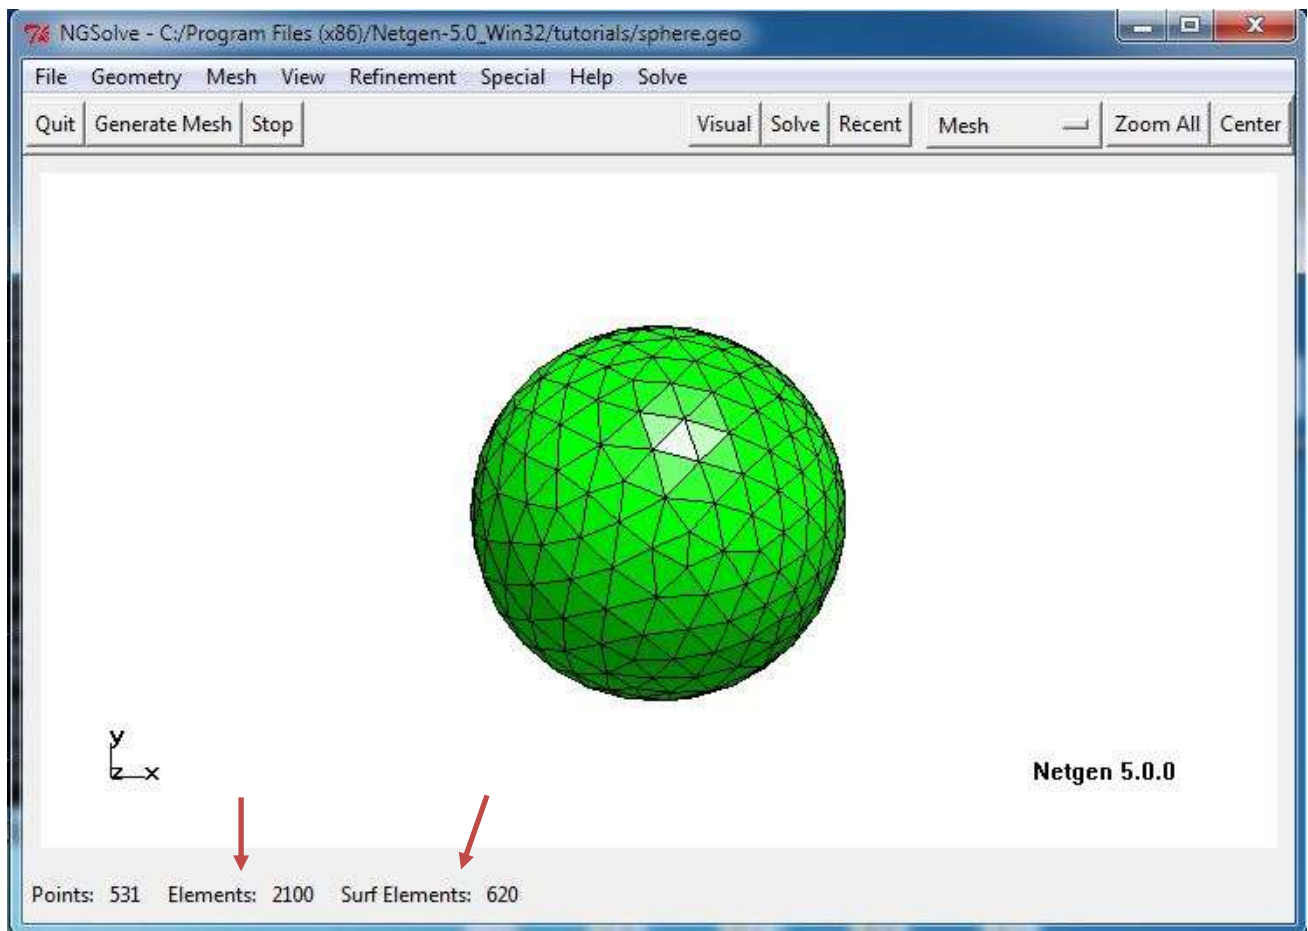 NGSolve - C:/Program Files (x86)/Netgen-5.0_Win32/tutorials/sphere.geo
File Geometry Mesh View Refinement Special Help Solve
Quit Generate Mesh Stop Visual Solve Recent Mesh Zoom All Center
y
z x
Netgen 5.0.0
Points: 531 Elements: 2100 Surf Elements: 620